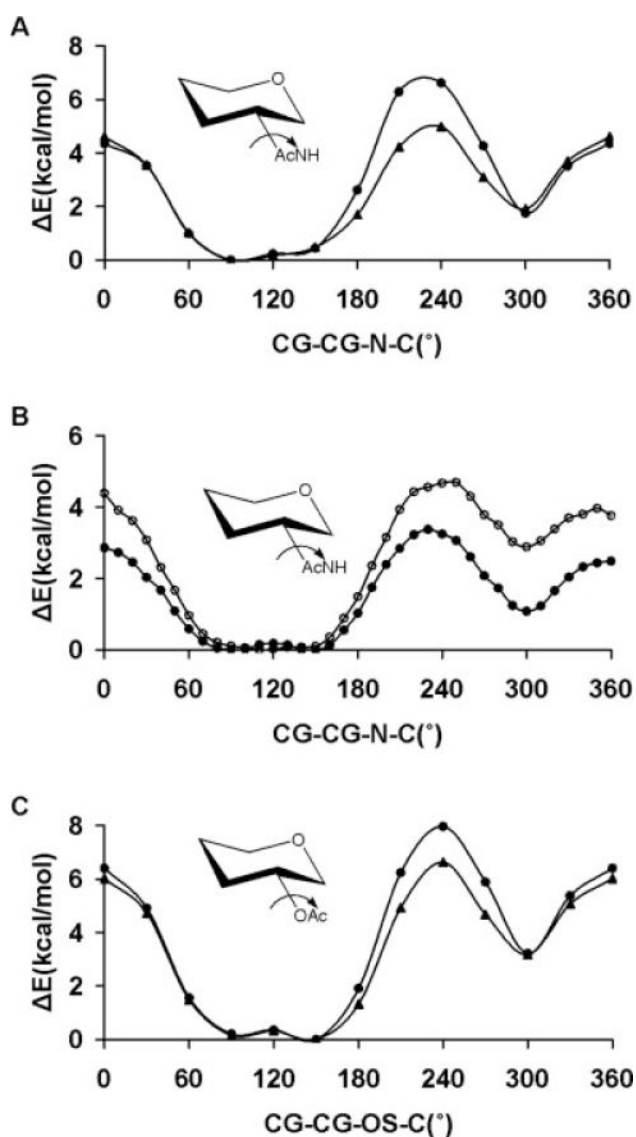 A
8
6
4
2
0
ΔE(kcal/mol)
O
AcNH
0 60 120 180 240 300 360
CG-CG-N-C(°)
B
6
4
2
0
ΔE(kcal/mol)
O
AcNH
0 60 120 180 240 300 360
CG-CG-N-C(°)
C
8
6
4
2
0
ΔE(kcal/mol)
O
OAc
0 60 120 180 240 300 360
CG-CG-OS-C(°)